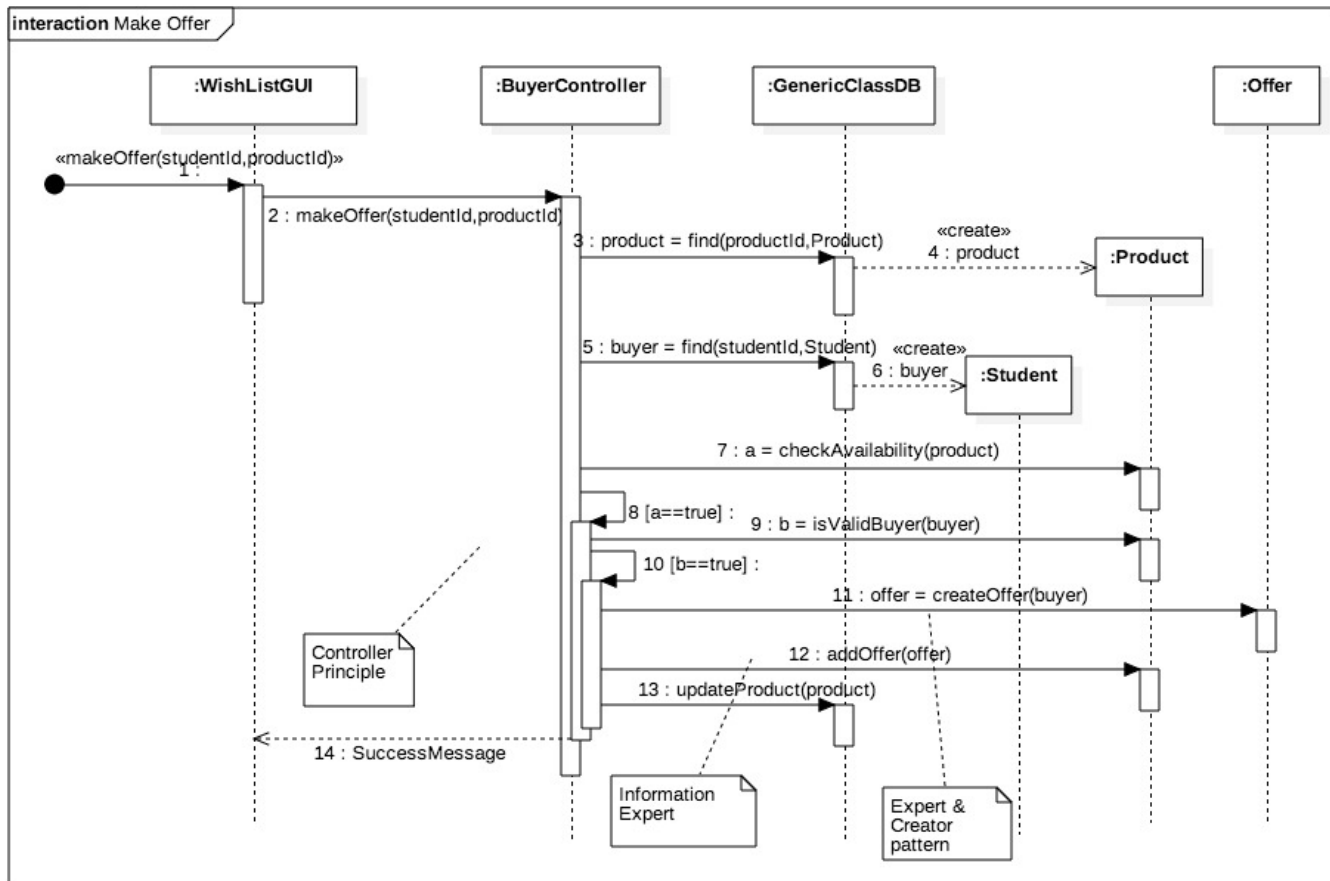 interaction Make Offer
:WishListGUI
:BuyerController
:GenericClassDB
:Offer
«makeOffer(studentId,productId)»
1 :
2 : makeOffer(studentId,productId)
3 : product = find(productId,Product)
«create»
4 : product
:Product
5 : buyer = find(studentId,Student)
«create»
6 : buyer
:Student
7 : a = checkAvailability(product)
8 [a==true] :
9 : b = isValidBuyer(buyer)
10 [b==true] :
11 : offer = createOffer(buyer)
Controller
Principle
12 : addOffer(offer)
13 : updateProduct(product)
14 : SuccessMessage
Information
Expert
Expert &
Creator
pattern